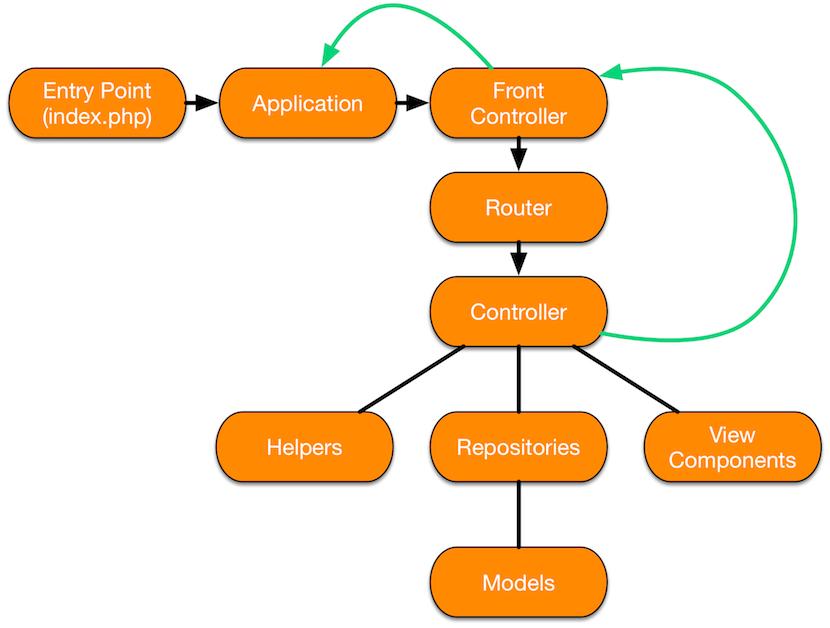 Entry Point
(index.php)
Application
Front
Controller
Router
Controller
Helpers
Repositories
View
Components
Models